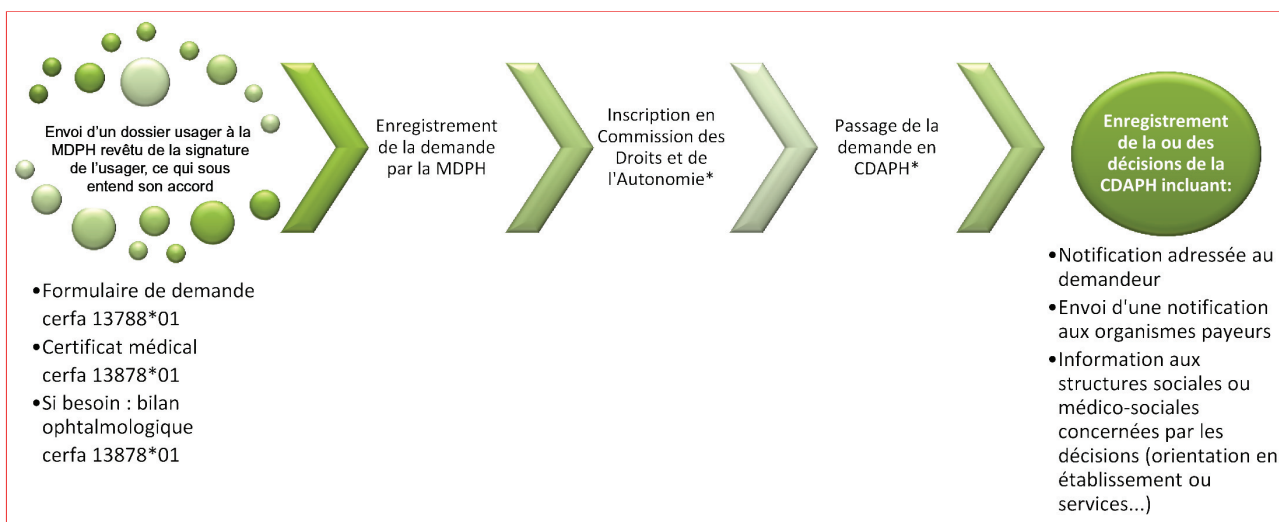 Envoi d'un dossier usager à la
MDPH revêtu de la signature
de l'usager, ce qui sous
entend son accord
•Formulaire de demande
cerfa 13788*01
•Certificat médical
cerfa 13878*01
•Si besoin : bilan
ophtalmologique
cerfa 13878*01
Enregistrement
de la demande
par la MDPH
Inscription en
Commission des
Droits et de
l'Autonomie*
Passage de la
demande en
CDAPH*
Enregistrement
de la ou des
décisions de la
CDAPH incluant:
•Notification adressée au
demandeur
•Envoi d'une notification
aux organismes payeurs
•Information aux
structures sociales ou
médico-sociales
concernées par les
décisions (orientation en
établissement ou
services...)